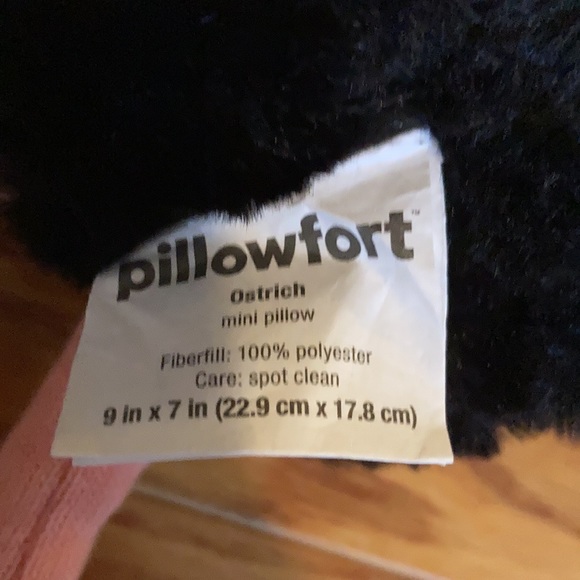 pillowfort™
Ostrich
mini pillow
Fiberfill: 100% polyester
Care: spot clean
9 in x 7 in (22.9 cm x 17.8 cm)